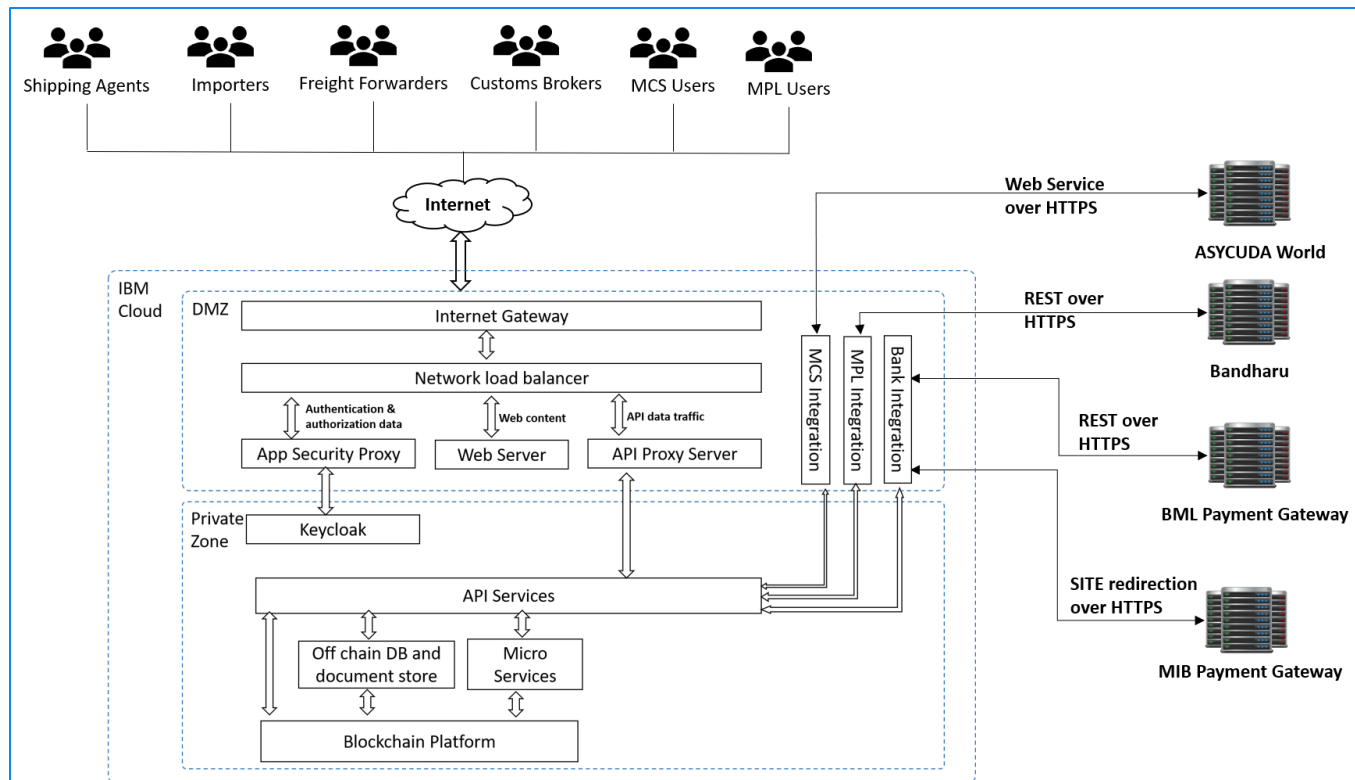 Shipping Agents
Importers
Freight Forwarders
Customs Brokers
MCS Users
MPL Users
Internet
Web Service
over HTTPS
ASYCUDA World
IBM
Cloud
DMZ
Internet Gateway
REST over
HTTPS
Bandharu
Network load balancer
MCS Integration
MPL Integration
Bank Integration
Authentication &
authorization data
Web content
API data traffic
App Security Proxy
Web Server
API Proxy Server
REST over
HTTPS
BML Payment Gateway
Private
Zone
Keycloak
API Services
SITE redirection
over HTTPS
MIB Payment Gateway
Off chain DB and
document store
Micro
Services
Blockchain Platform